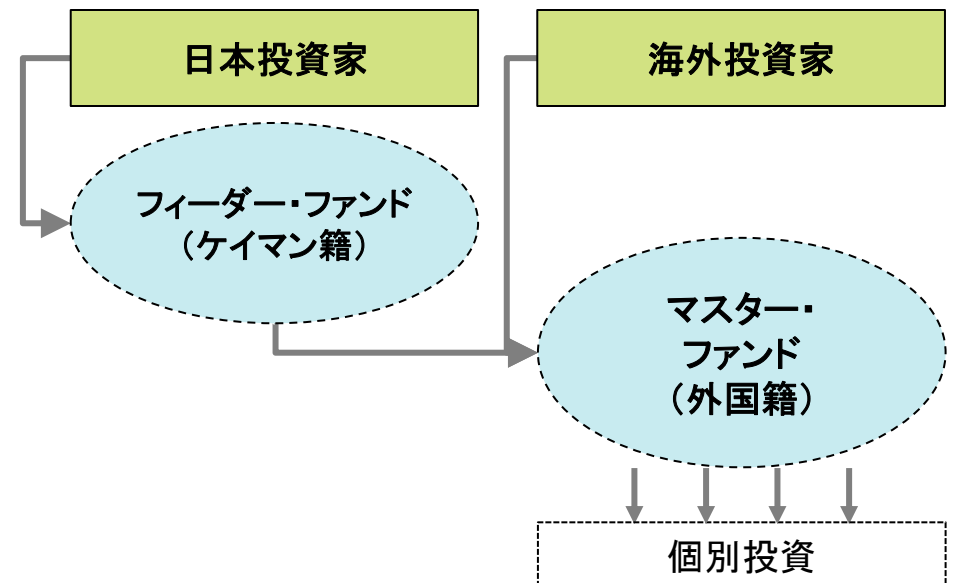 日本投資家
海外投資家
フィーダー・ファンド
（ケイマン籍）
マスター・
ファンド
（外国籍）
個別投資